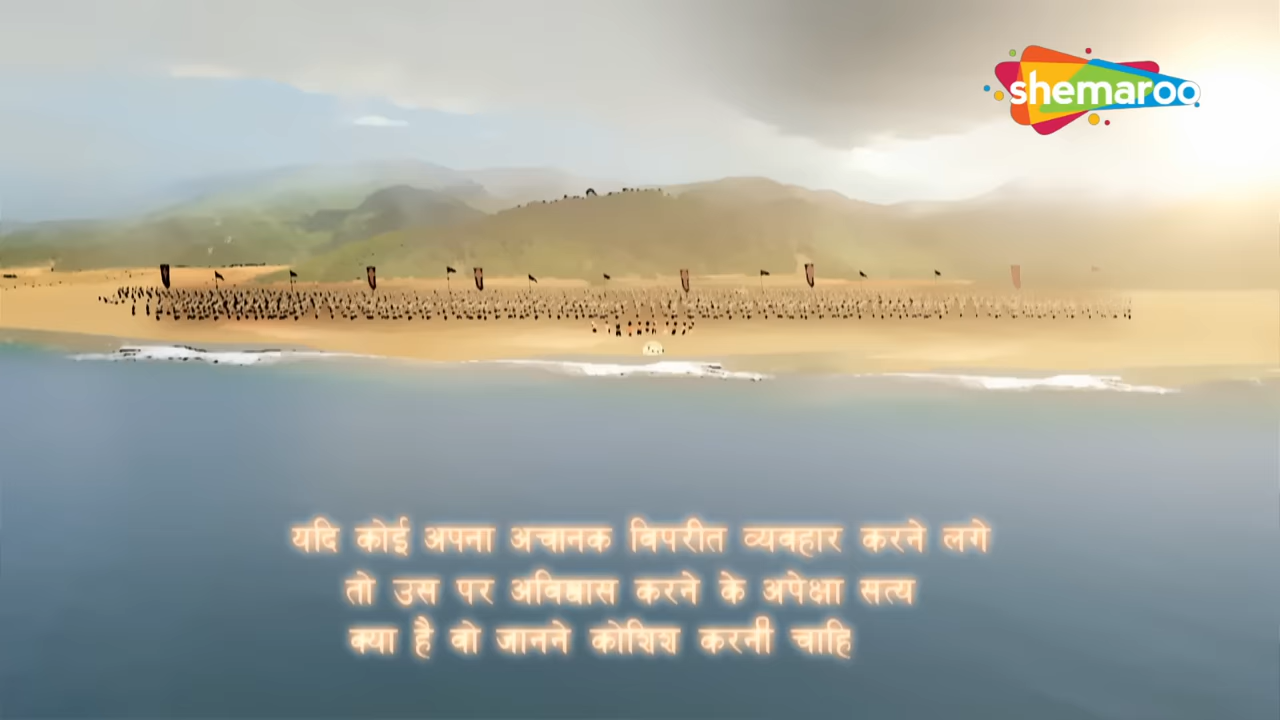 shemaroo
यदि कोई अपना अचानक विपरीत व्यवहार करने लगे
तो उस पर अविश्वास करने के अपेक्षा सत्य
क्या है वो जानने कोशिश करनी चाहि